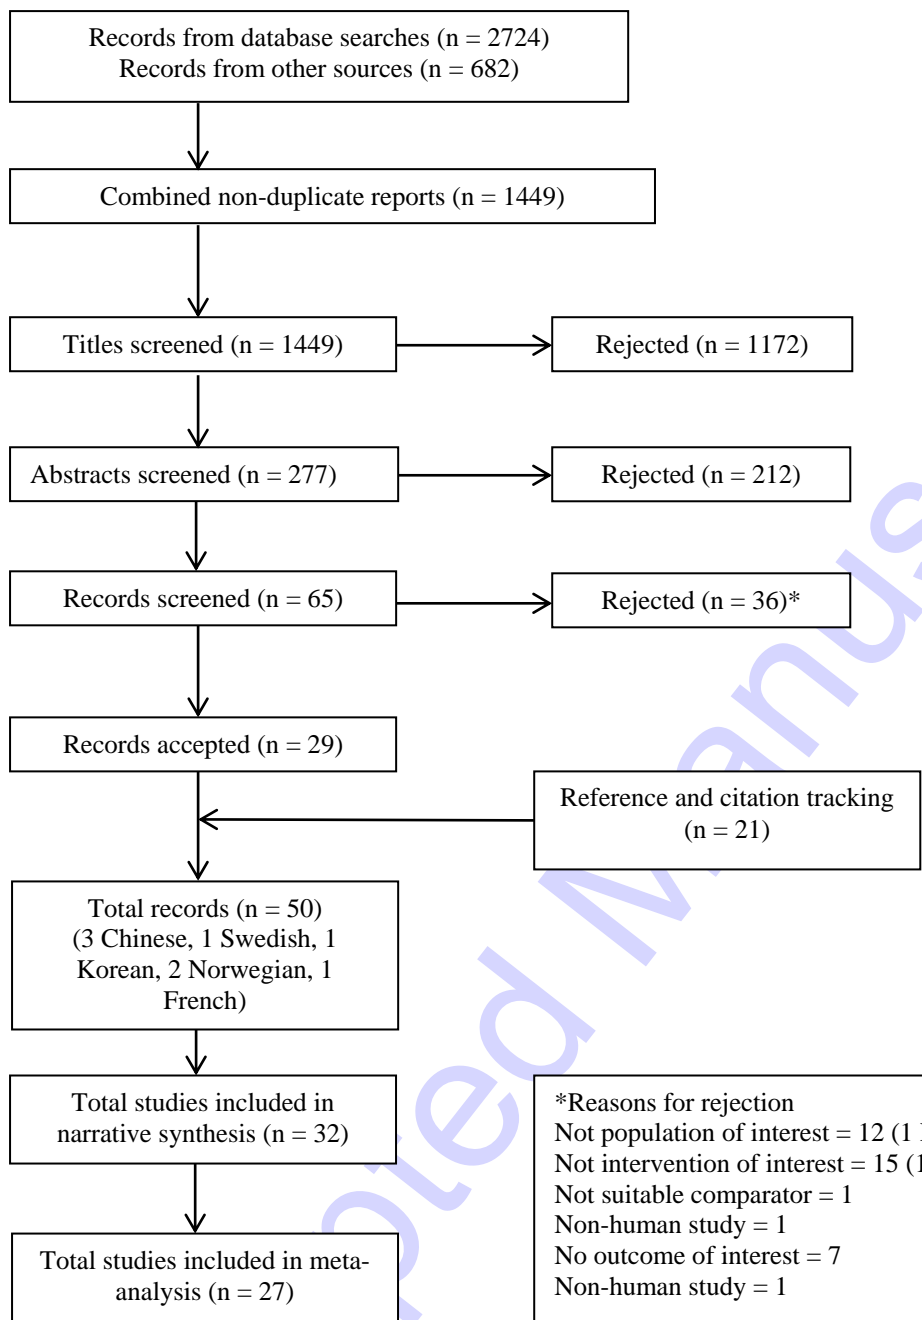 Records from database searches (n = 2724)
Records from other sources (n = 682)
Combined non-duplicate reports (n = 1449)
Titles screened (n = 1449)
Rejected (n = 1172)
Abstracts screened (n = 277)
Rejected (n = 212)
Records screened (n = 65)
Rejected (n = 36)*
Records accepted (n = 29)
Reference and citation tracking
(n = 21)
Total records (n = 50)
(3 Chinese, 1 Swedish, 1
Korean, 2 Norwegian, 1
French)
Total studies included in
narrative synthesis (n = 32)
Total studies included in meta-
analysis (n = 27)
*Reasons for rejection
Not population of interest = 12 (1
Not intervention of interest = 15 (1
Not suitable comparator = 1
Non-human study = 1
No outcome of interest = 7
Non-human study = 1
pted Manus